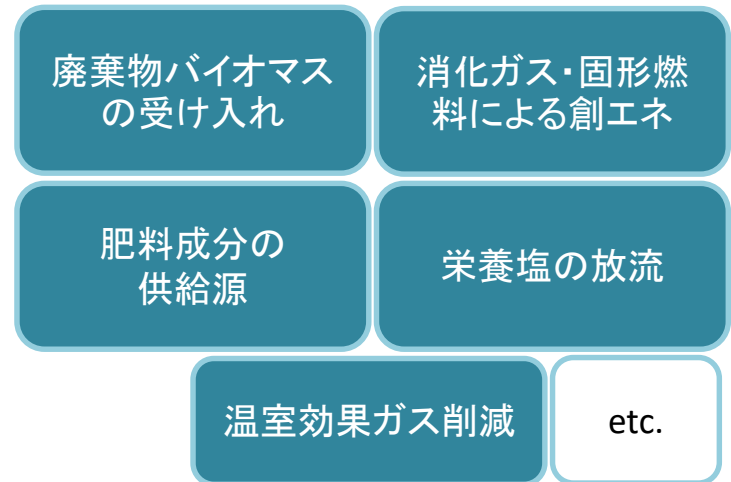 廃棄物バイオマス
の受け入れ
消化ガス・固形燃
料による創エネ
肥料成分の
供給源
栄養塩の放流
温室効果ガス削減
etc.